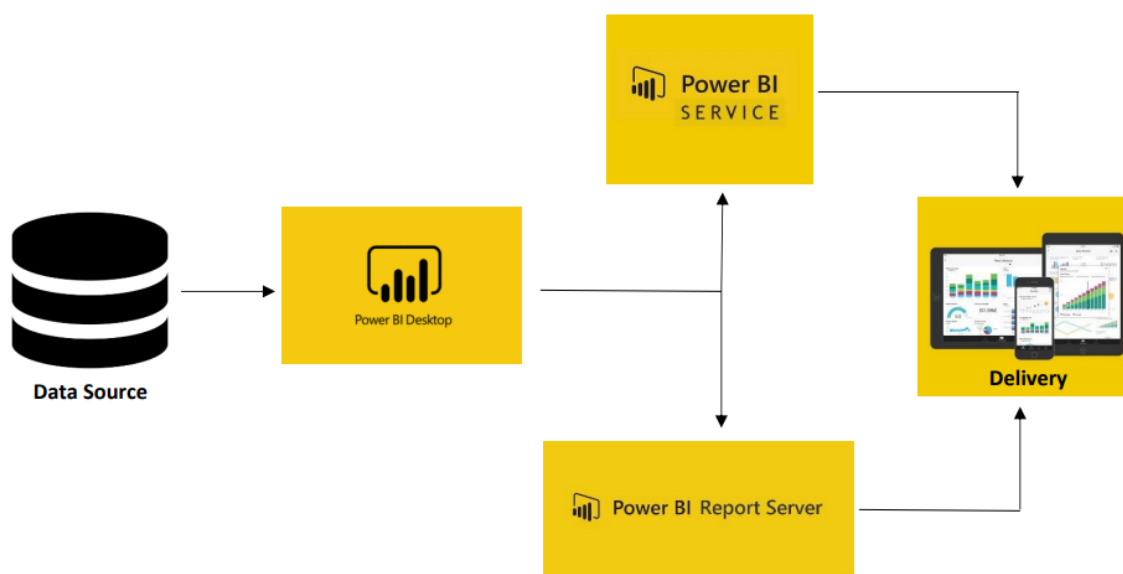 Power BI
SERVICE
Power BI Desktop
Data Source
Delivery
Power BI Report Server